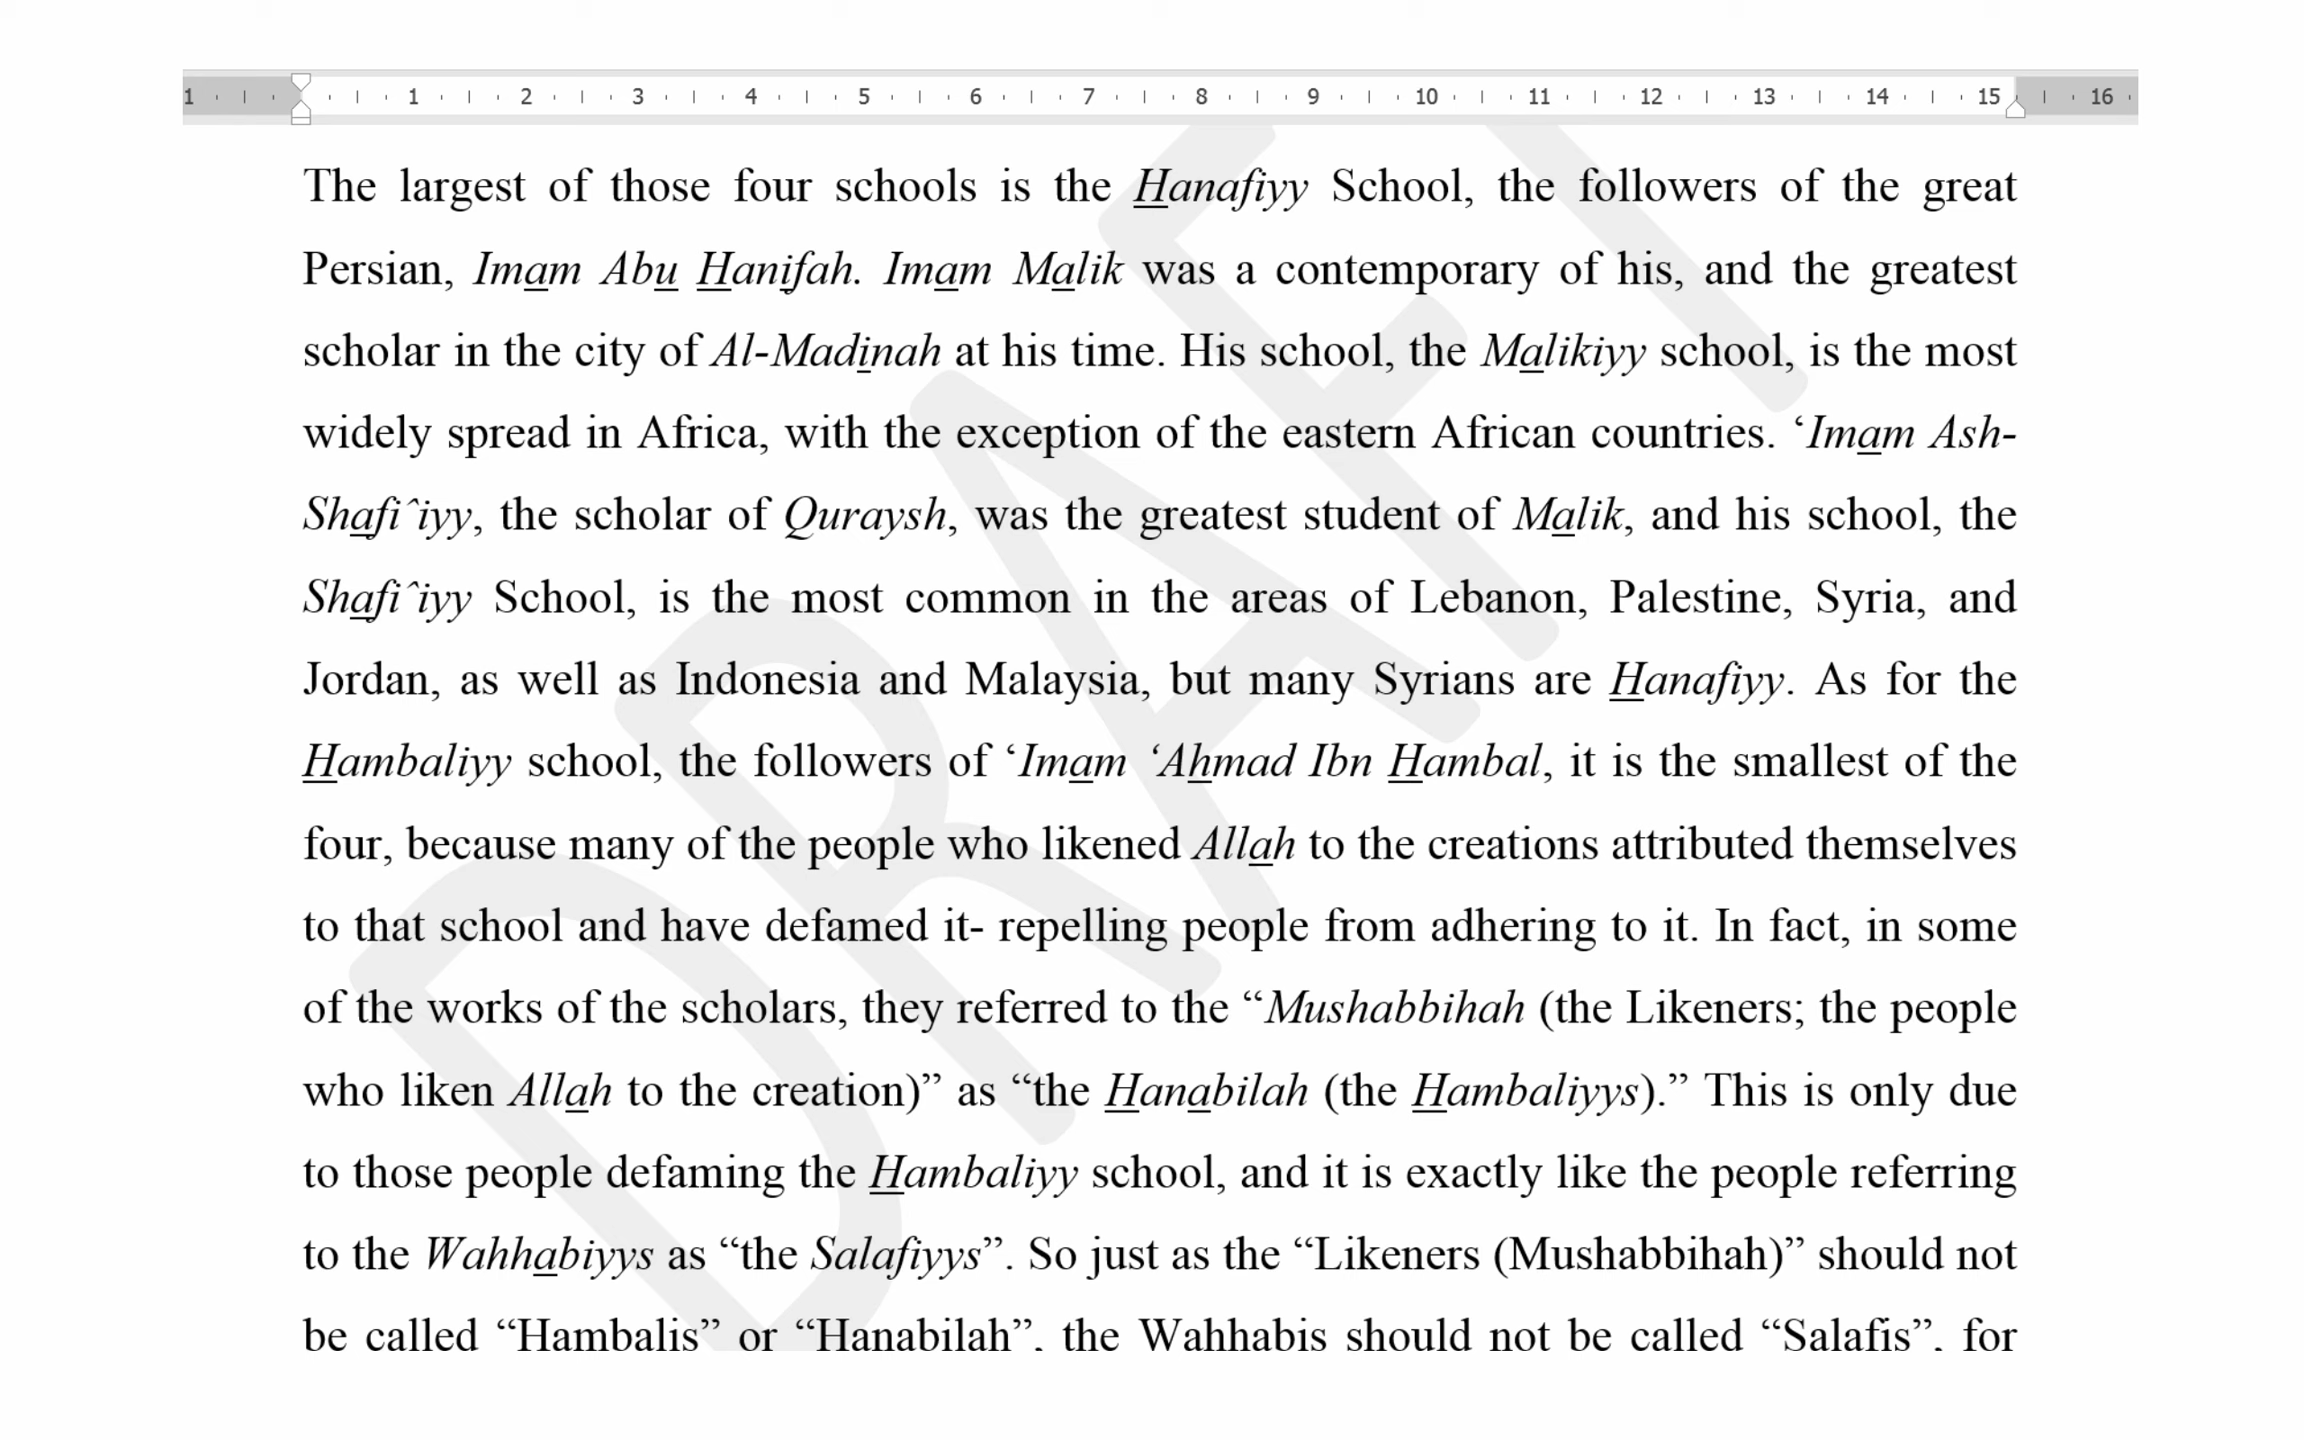 1 1 2 3 4 5 6 7 8 9 10 11 12 13 14 15 16
DRAFT
The largest of those four schools is the Hanafiyy School, the followers of the great
Persian, Imam Abu Hanifah. Imam Malik was a contemporary of his, and the greatest
scholar in the city of Al-Madinah at his time. His school, the Malikiyy school, is the most
widely spread in Africa, with the exception of the eastern African countries. ‘Imam Ash-
Shafiˆiyy, the scholar of Quraysh, was the greatest student of Malik, and his school, the
Shafiˆiyy School, is the most common in the areas of Lebanon, Palestine, Syria, and
Jordan, as well as Indonesia and Malaysia, but many Syrians are Hanafiyy. As for the
Hambaliyy school, the followers of ‘Imam ‘Ahmad Ibn Hambal, it is the smallest of the
four, because many of the people who likened Allah to the creations attributed themselves
to that school and have defamed it- repelling people from adhering to it. In fact, in some
of the works of the scholars, they referred to the “Mushabbihah (the Likeners; the people
who liken Allah to the creation)” as “the Hanabilah (the Hambaliyys).” This is only due
to those people defaming the Hambaliyy school, and it is exactly like the people referring
to the Wahhabiyys as “the Salafiyys”. So just as the “Likeners (Mushabbihah)” should not
be called “Hambalis” or “Hanabilah”, the Wahhabis should not be called “Salafis”, for